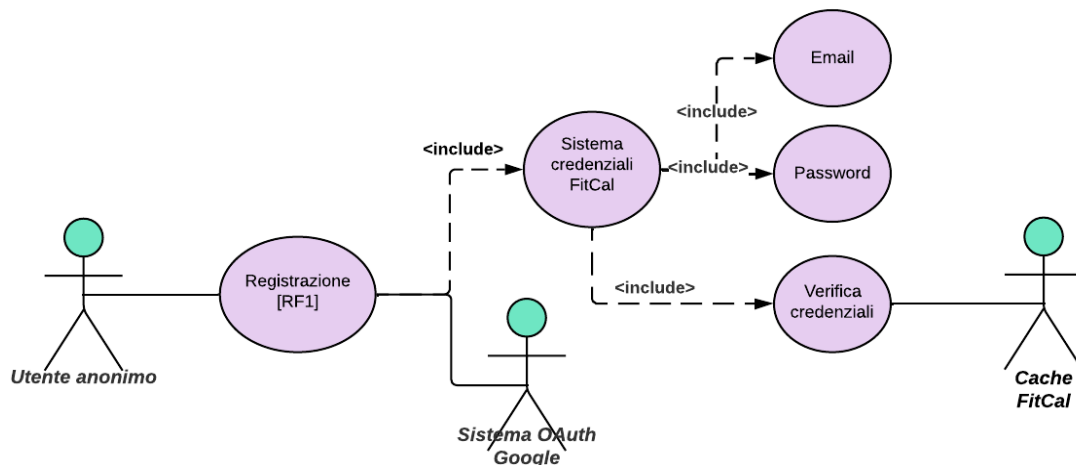 Email
<include>
<include>
Sistema
credenziali
FitCal
<include>
Password
Registrazione
[RF1]
<include>
Verifica
credenziali
Utente anonimo
Cache
FitCal
Sistema OAuth
Google